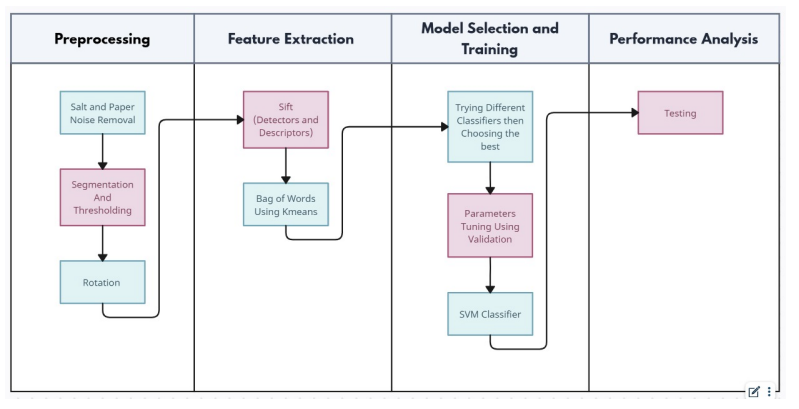 Preprocessing
Feature Extraction
Model Selection and
Training
Performance Analysis
Salt and Paper
Noise Removal
Segmentation
And
Thresholding
Rotation
Sift
(Detectors and
Descriptors)
Bag of Words
Using Kmeans
Trying Different
Classifiers then
Choosing the
best
Parameters
Tuning Using
Validation
SVM Classifier
Testing